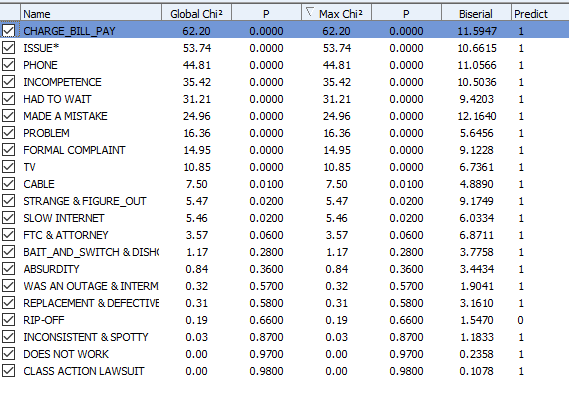 Name Global Chi² P Max Chi² P Biserial Predict
CHARGE_BILL_PAY 62.20 0.0000 62.20 0.0000 11.5947 1
ISSUE* 53.74 0.0000 53.74 0.0000 10.6615 1
PHONE 44.81 0.0000 44.81 0.0000 11.0566 1
INCOMPETENCE 35.42 0.0000 35.42 0.0000 10.5036 1
HAD TO WAIT 31.21 0.0000 31.21 0.0000 9.4203 1
MADE A MISTAKE 24.96 0.0000 24.96 0.0000 12.1640 1
PROBLEM 16.36 0.0000 16.36 0.0000 5.6456 1
FORMAL COMPLAINT 14.95 0.0000 14.95 0.0000 9.1228 1
TV 10.85 0.0000 10.85 0.0000 6.7361 1
CABLE 7.50 0.0100 7.50 0.0100 4.8890 1
STRANGE & FIGURE_OUT 5.47 0.0200 5.47 0.0200 9.1749 1
SLOW INTERNET 5.46 0.0200 5.46 0.0200 6.0334 1
FTC & ATTORNEY 3.57 0.0600 3.57 0.0600 6.8711 1
BAIT_AND_SWITCH & DISHO 1.17 0.2800 1.17 0.2800 3.7758 1
ABSURDITY 0.84 0.3600 0.84 0.3600 3.4434 1
WAS AN OUTAGE & INTERM 0.32 0.5700 0.32 0.5700 1.9041 1
REPLACEMENT & DEFECTIVE 0.31 0.5800 0.31 0.5800 3.1610 1
RIP-OFF 0.19 0.6600 0.19 0.6600 1.5470 0
INCONSISTENT & SPOTTY 0.03 0.8700 0.03 0.8700 1.1833 1
DOES NOT WORK 0.00 0.9700 0.00 0.9700 0.2358 1
CLASS ACTION LAWSUIT 0.00 0.9800 0.00 0.9800 0.1078 1